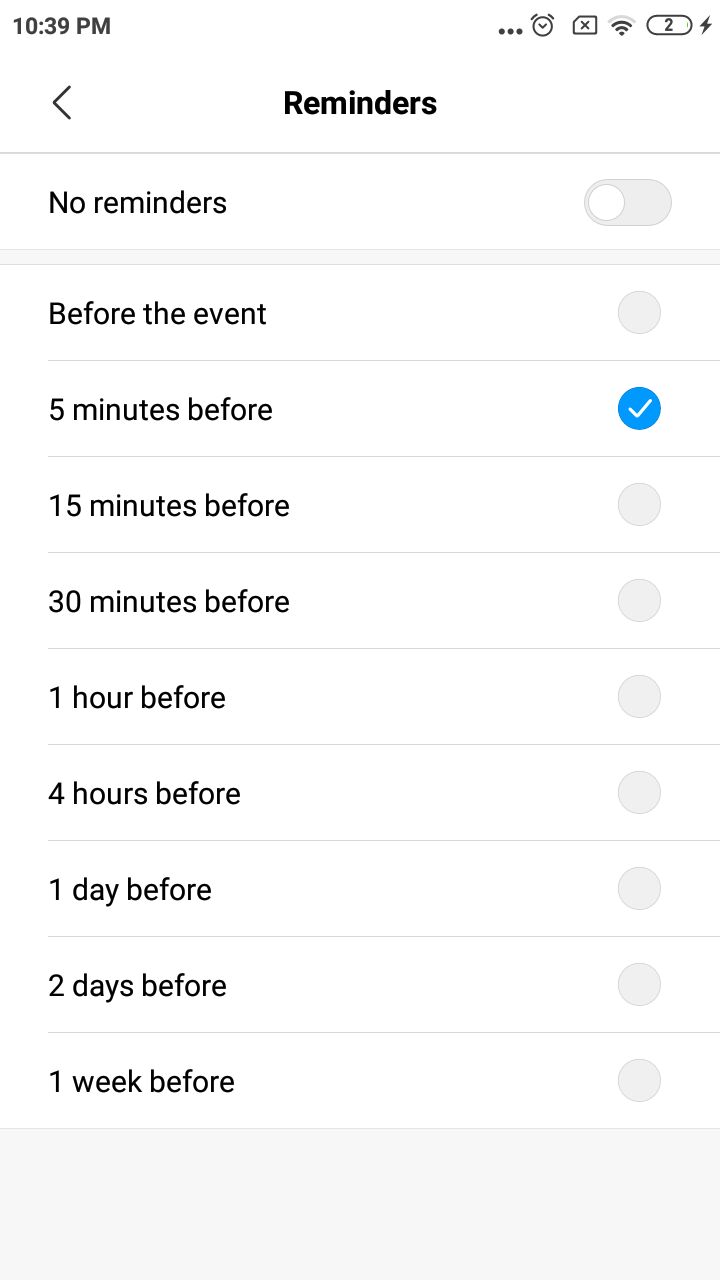 10:39 PM
2
Reminders
No reminders
Before the event
5 minutes before
15 minutes before
30 minutes before
1 hour before
4 hours before
1 day before
2 days before
1 week before